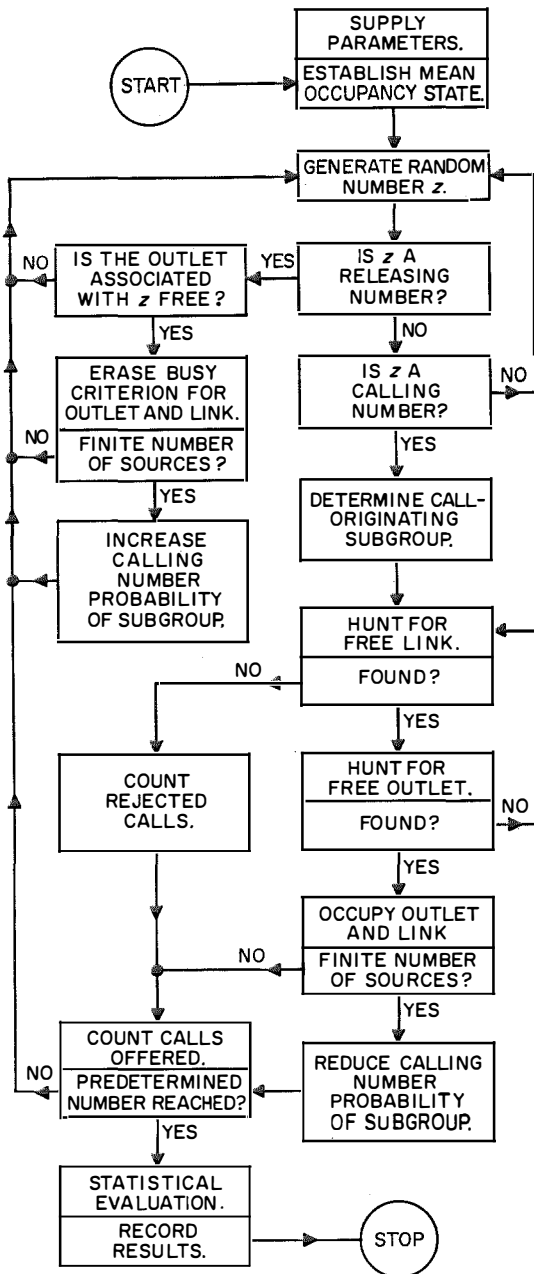 SUPPLY
PARAMETERS.
START
ESTABLISH MEAN
OCCUPANCY STATE.
GENERATE RANDOM
NUMBER z.
NO
IS THE OUTLET
ASSOCIATED
WITH z FREE?
YES
IS z A
RELEASING
NUMBER?
YES
NO
ERASE BUSY
CRITERION FOR
OUTLET AND LINK.
IS z A
CALLING
NUMBER?
NO
NO
FINITE NUMBER
OF SOURCES?
YES
YES
INCREASE
CALLING
NUMBER
PROBABILITY
OF SUBGROUP.
DETERMINE CALL-
ORIGINATING
SUBGROUP.
HUNT FOR
FREE LINK.
NO
FOUND?
YES
COUNT
REJECTED
CALLS.
HUNT FOR
FREE OUTLET.
FOUND?
NO
YES
OCCUPY OUTLET
AND LINK
NO
FINITE NUMBER
OF SOURCES?
YES
COUNT CALLS
OFFERED.
NO
PREDETERMINED
NUMBER REACHED?
REDUCE CALLING
NUMBER
PROBABILITY
OF SUBGROUP.
YES
STATISTICAL
EVALUATION.
RECORD
RESULTS.
STOP